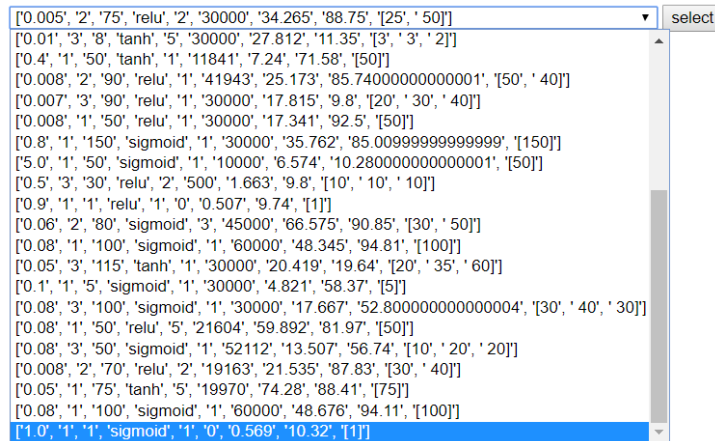 ['0.005', '2', '75', 'relu', '2', '30000', '34.265', '88.75', '[25', ' 50]'] select
['0.01', '3', '8', 'tanh', '5', '30000', '27.812', '11.35', '[3', ' 3', ' 2]']
['0.4', '1', '50', 'tanh', '1', '11841', '7.24', '71.58', '[50]']
['0.008', '2', '90', 'relu', '1', '41943', '25.173', '85.74000000000001', '[50', ' 40]']
['0.007', '3', '90', 'relu', '1', '30000', '17.815', '9.8', '[20', ' 30', ' 40]']
['0.008', '1', '50', 'relu', '1', '30000', '17.341', '92.5', '[50]']
['0.8', '1', '150', 'sigmoid', '1', '30000', '35.762', '85.00999999999999', '[150]']
['5.0', '1', '50', 'sigmoid', '1', '10000', '6.574', '10.280000000000001', '[50]']
['0.5', '3', '30', 'relu', '2', '500', '1.663', '9.8', '[10', ' 10', ' 10]']
['0.9', '1', '1', 'relu', '1', '0', '0.507', '9.74', '[1]']
['0.06', '2', '80', 'sigmoid', '3', '45000', '66.575', '90.85', '[30', ' 50]']
['0.08', '1', '100', 'sigmoid', '1', '60000', '48.345', '94.81', '[100]']
['0.05', '3', '115', 'tanh', '1', '30000', '20.419', '19.64', '[20', ' 35', ' 60]']
['0.1', '1', '5', 'sigmoid', '1', '30000', '4.821', '58.37', '[5]']
['0.08', '3', '100', 'sigmoid', '1', '30000', '17.667', '52.800000000000004', '[30', ' 40', ' 30]']
['0.08', '1', '50', 'relu', '5', '21604', '59.892', '81.97', '[50]']
['0.08', '3', '50', 'sigmoid', '1', '52112', '13.507', '56.74', '[10', ' 20', ' 20]']
['0.008', '2', '70', 'relu', '2', '19163', '21.535', '87.83', '[30', ' 40]']
['0.05', '1', '75', 'tanh', '5', '19970', '74.28', '88.41', '[75]']
['0.08', '1', '100', 'sigmoid', '1', '60000', '48.676', '94.11', '[100]']
['1.0', '1', '1', 'sigmoid', '1', '0', '0.569', '10.32', '[1]']